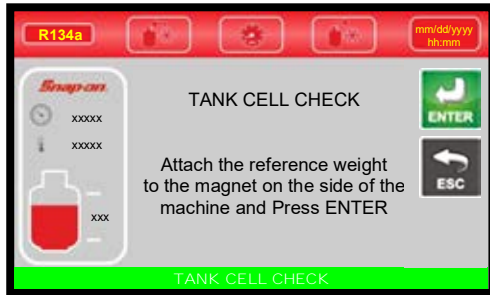 R134a
mm/dd/yyyy
hh:mm
Snap-on
xxxxx
xxxxx
xxx
TANK CELL CHECK
Attach the reference weight
to the magnet on the side of the
machine and Press ENTER
ENTER
ESC
TANK CELL CHECK